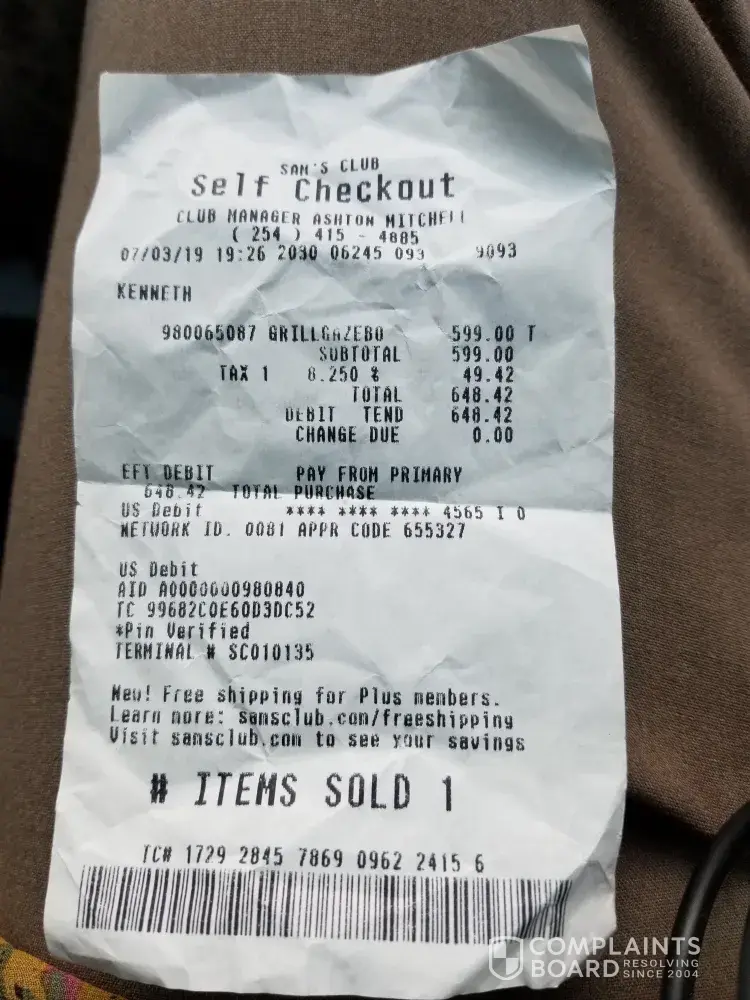 SAM'S CLUB
Self Checkout
CLUB MANAGER ASHTON MITCHELL
( 254 ) 415 - 4885
07/03/19 19:26 2030 06245 093 9093
KENNETH
980065087 GRILLGAZEBO 599.00 T
SUBTOTAL 599.00
TAX 1 8.250 % 49.42
TOTAL 648.42
DEBIT TEND 648.42
CHANGE DUE 0.00
EFT DEBIT PAY FROM PRIMARY
648.42 TOTAL PURCHASE
US Debit **** **** **** 4565 I 0
NETWORK ID. 0081 APPR CODE 655327
US Debit
AID A0000000980840
TC 99682C0E60D3DC52
*Pin Verified
TERMINAL # SC010135
New! Free shipping for Plus members.
Learn more: samsclub.com/freeshipping
Visit samsclub.com to see your savings
# ITEMS SOLD 1
TC# 1729 2845 7869 0962 2415 6
COMPLAINTS
BOARD RESOLVING
SINCE 2004